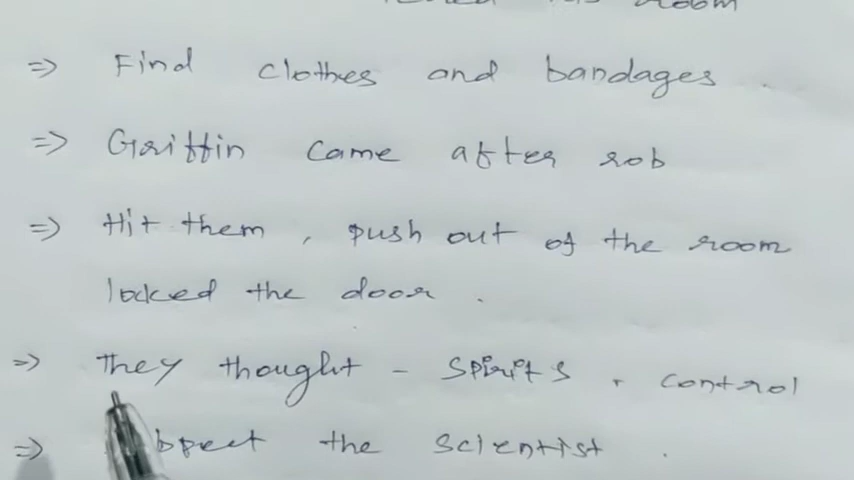 room
⇒ Find clothes and bandages.
⇒ Griffin came after rob
⇒ Hit them, push out of the room
locked the door.
⇒ They thought - spirits. control
⇒ the scientist.